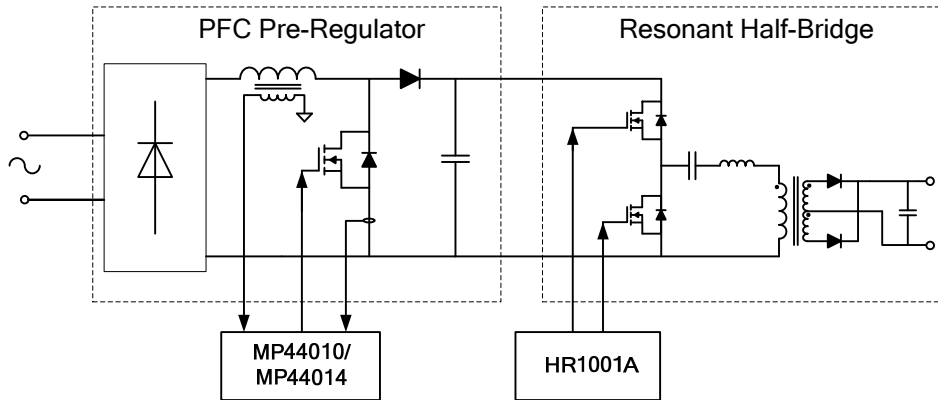 PFC Pre-Regulator
Resonant Half-Bridge
MP44010/
MP44014
HR1001A